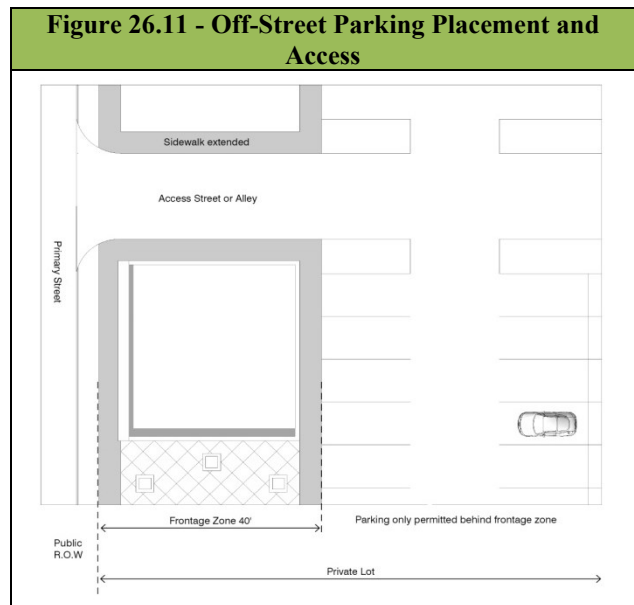 Figure 26.11 - Off-Street Parking Placement and
Access
Sidewalk extended
Access Street or Alley
Primary Street
Frontage Zone 40'
Parking only permitted behind frontage zone
Public
R.O.W
Private Lot